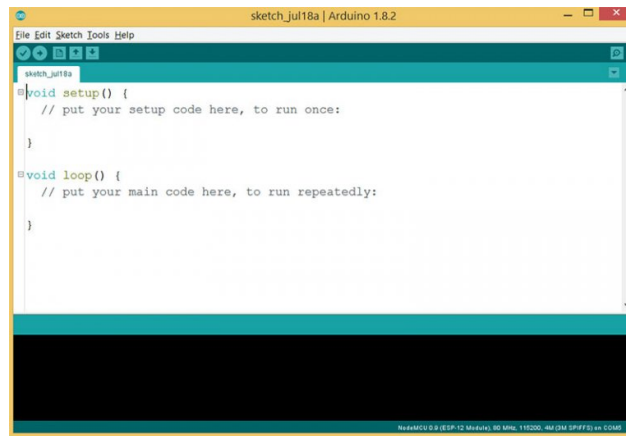 sketch_jul18a | Arduino 1.8.2
File Edit Sketch Tools Help
sketch_jul18a
void setup() {
// put your setup code here, to run once:
}
void loop() {
// put your main code here, to run repeatedly:
}
NodeMCU 0.9 (ESP-12 Module), 80 MHz, 115200, 4M (3M SPIFFS) on COM6